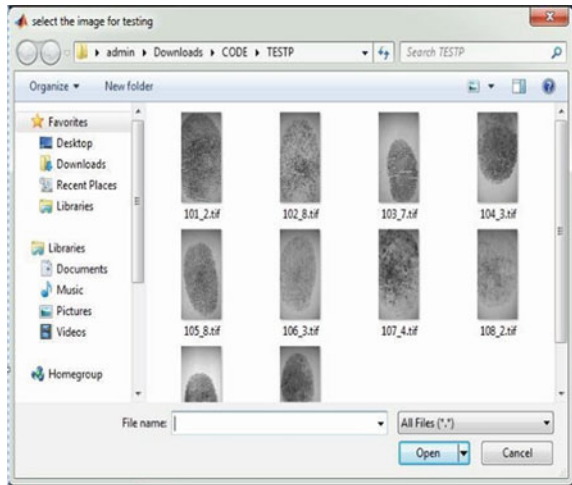 select the image for testing
admin ▸ Downloads ▸ CODE ▸ TESTP
Search TESTP
Organize
New folder
Favorites
Desktop
Downloads
Recent Places
Libraries
Libraries
Documents
Music
Pictures
Videos
Homegroup
101_2.tif 102_8.tif 103_7.tif 104_3.tif
105_8.tif 106_3.tif 107_4.tif 108_2.tif
File name:
All Files (*.*)
Open
Cancel